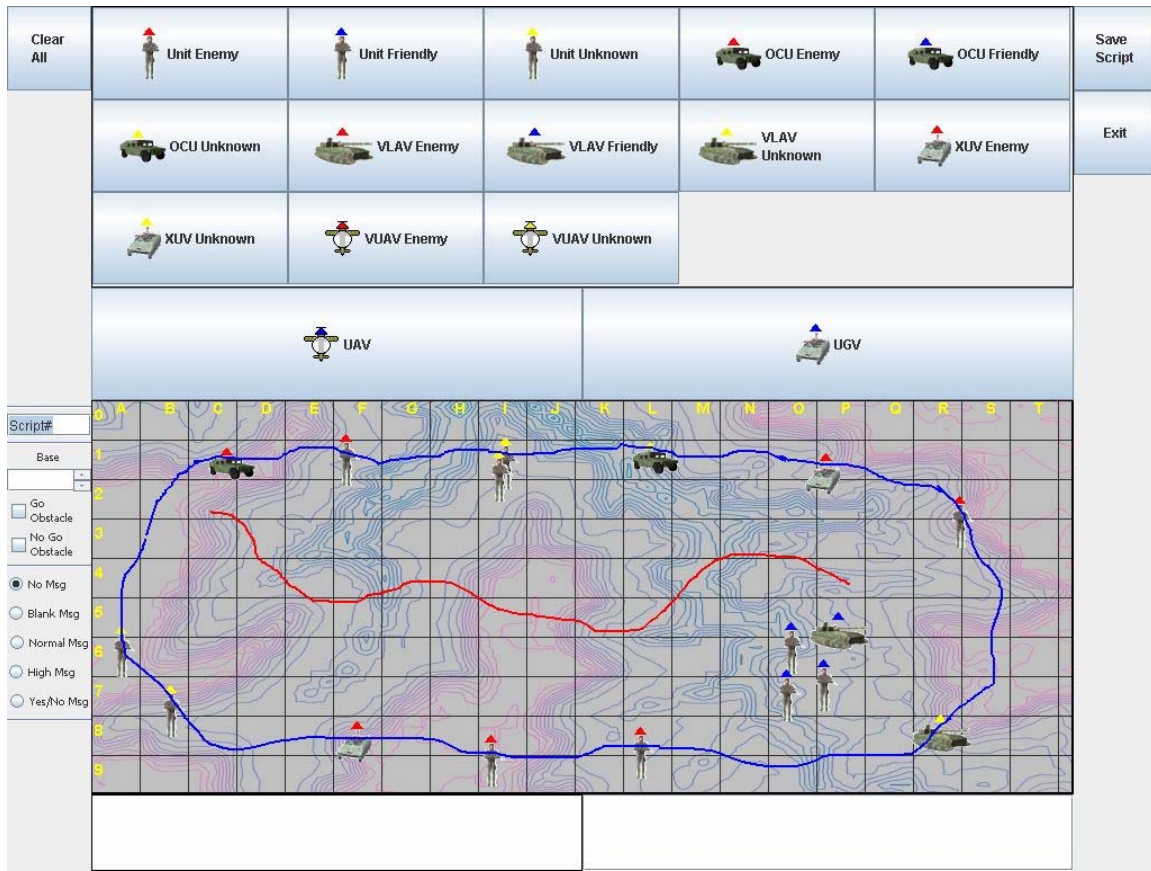 Clear
All
Unit Enemy
Unit Friendly
Unit Unknown
OCU Enemy
OCU Friendly
Save
Script
OCU Unknown
VLAV Enemy
VLAV Friendly
VLAV
Unknown
XUV Enemy
Exit
XUV Unknown
VUAV Enemy
VUAV Unknown
UAV
UGV
A B C D E F G H I J K L M N O P Q R S T
0
1
2
3
4
5
6
7
8
9
Script#
Base
Go
Obstacle
No Go
Obstacle
No Msg
Blank Msg
Normal Msg
High Msg
Yes/No Msg